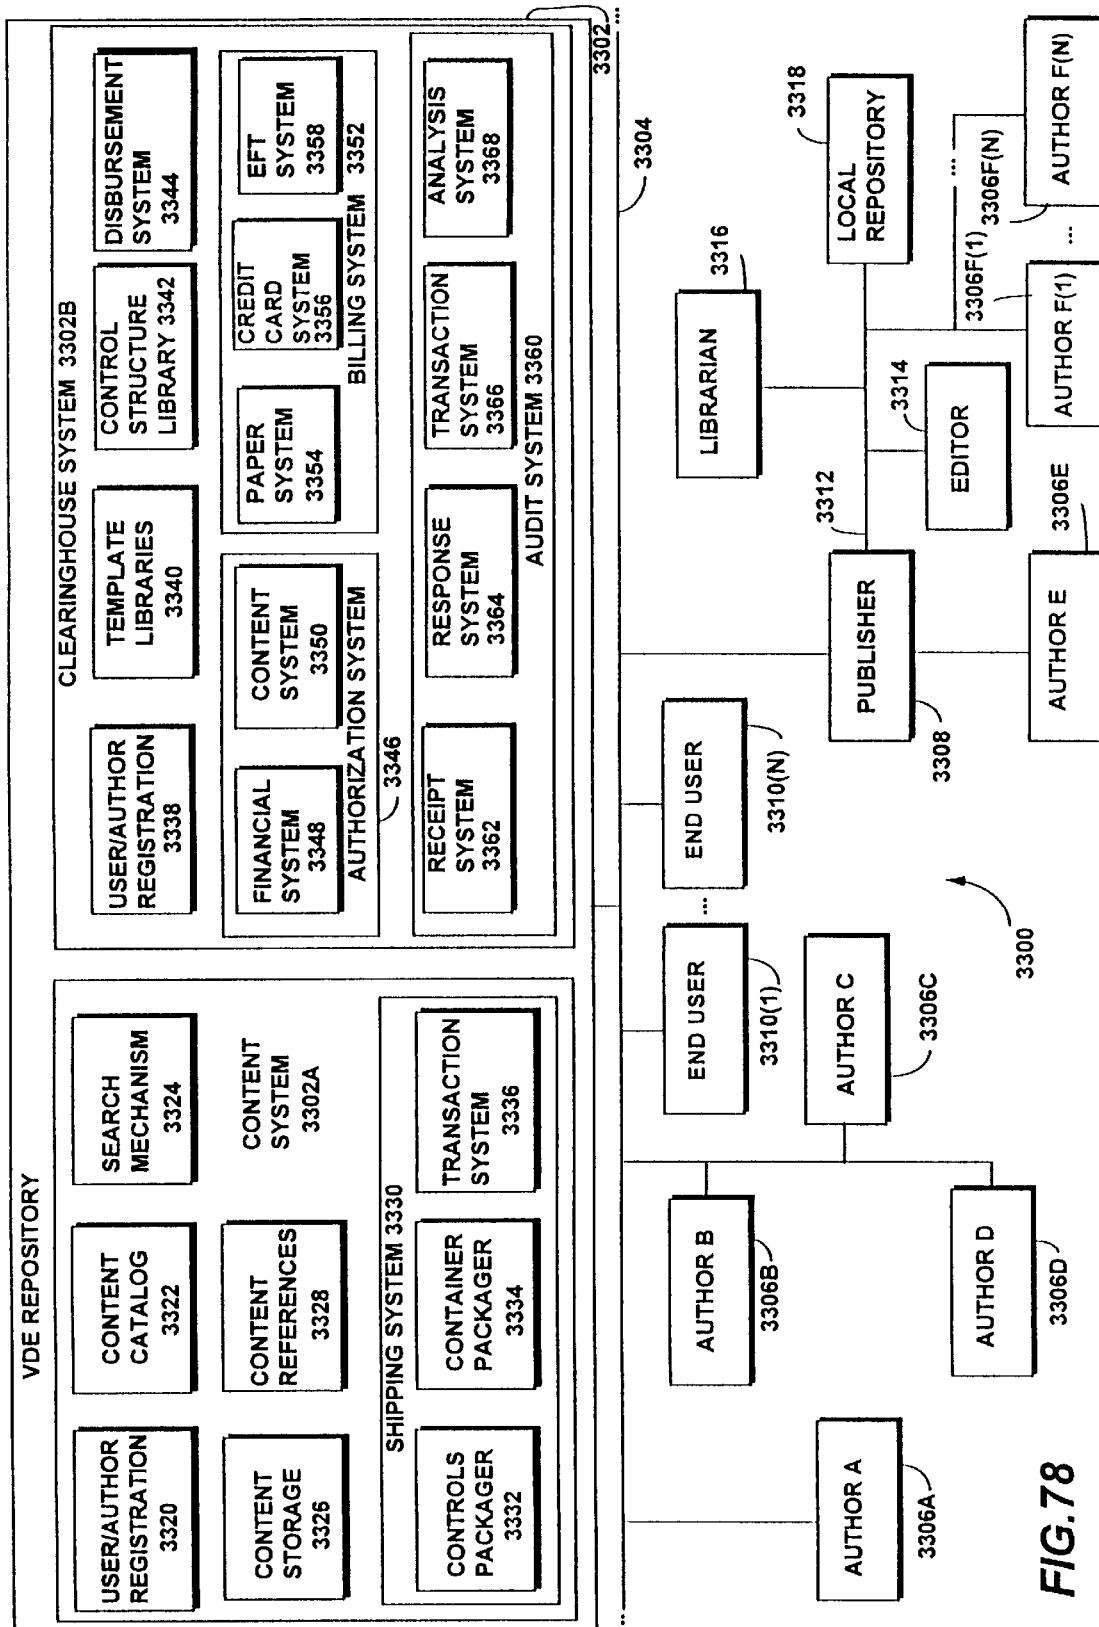 VDE REPOSITORY
USER/AUTHOR
REGISTRATION
3320
CONTENT
CATALOG
3322
SEARCH
MECHANISM
3324
CONTENT
STORAGE
3326
CONTENT
REFERENCES
3328
CONTENT
SYSTEM
3302A
SHIPPING SYSTEM 3330
CONTROLS
PACKAGER
3332
CONTAINER
PACKAGER
3334
TRANSACTION
SYSTEM
3336
CLEARINGHOUSE SYSTEM 3302B
USER/AUTHOR
REGISTRATION
3338
TEMPLATE
LIBRARIES
3340
CONTROL
STRUCTURE
LIBRARY 3342
DISBURSEMENT
SYSTEM
3344
FINANCIAL
SYSTEM
3348
CONTENT
SYSTEM
3350
AUTHORIZATION SYSTEM
3346
PAPER
SYSTEM
3354
CREDIT
CARD
SYSTEM
3356
EFT
SYSTEM
3358
BILLING SYSTEM 3352
RECEIPT
SYSTEM
3362
RESPONSE
SYSTEM
3364
TRANSACTION
SYSTEM
3366
ANALYSIS
SYSTEM
3368
AUDIT SYSTEM 3360
3302
...
...
3304
AUTHOR A
3306A
AUTHOR B
3306B
AUTHOR C
3306C
AUTHOR D
3306D
END USER
3310(1)
...
END USER
3310(N)
3300
PUBLISHER
3308
3312
AUTHOR E
3306E
EDITOR
3314
LIBRARIAN
3316
LOCAL
REPOSITORY
3318
AUTHOR F(1)
3306F(1)
...
...
AUTHOR F(N)
3306F(N)
FIG.78